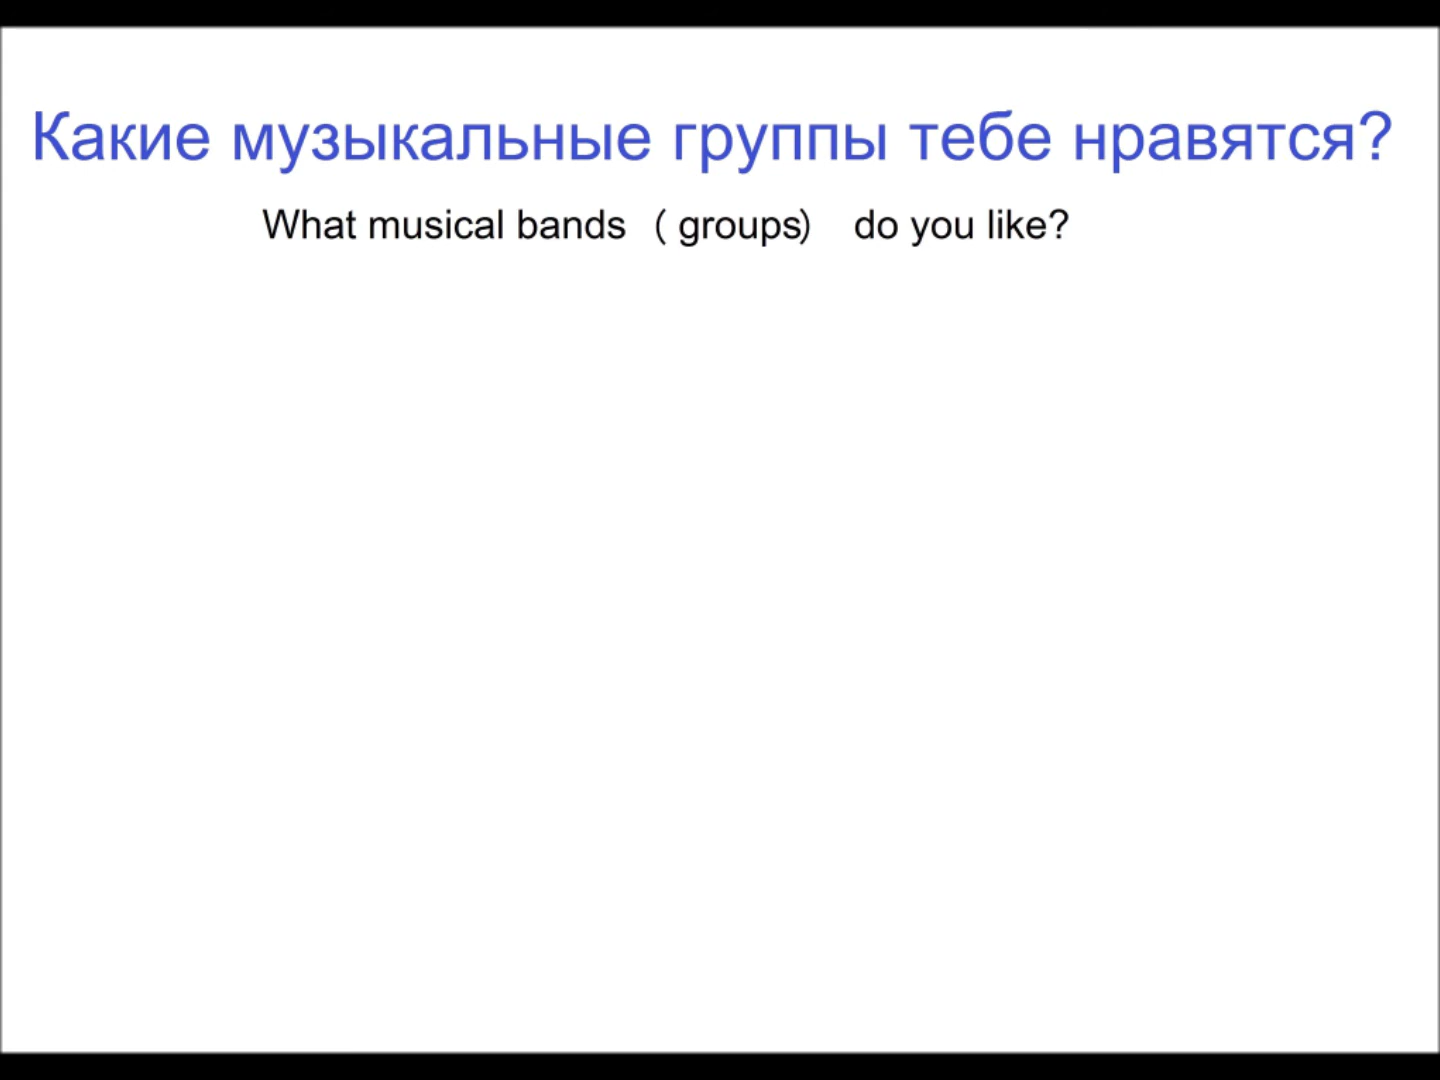 Какие музыкальные группы тебе нравятся?
What musical bands ( groups) do you like?